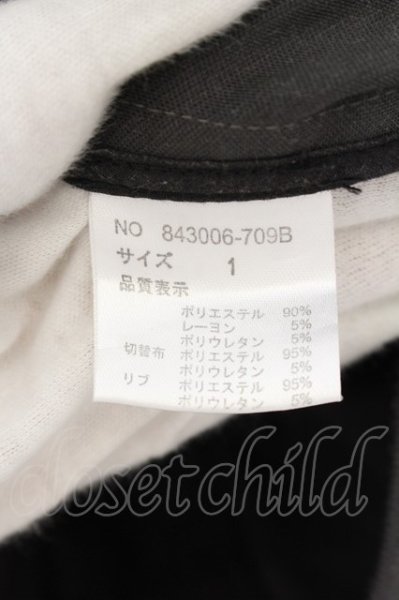 NO 843006-709B
サイズ 1
品質表示
ポリエステル 90%
レーヨン 5%
ポリウレタン 5%
切替布 ポリエステル 95%
ポリウレタン 5%
リブ ポリエステル 95%
ポリウレタン 5%
closet child